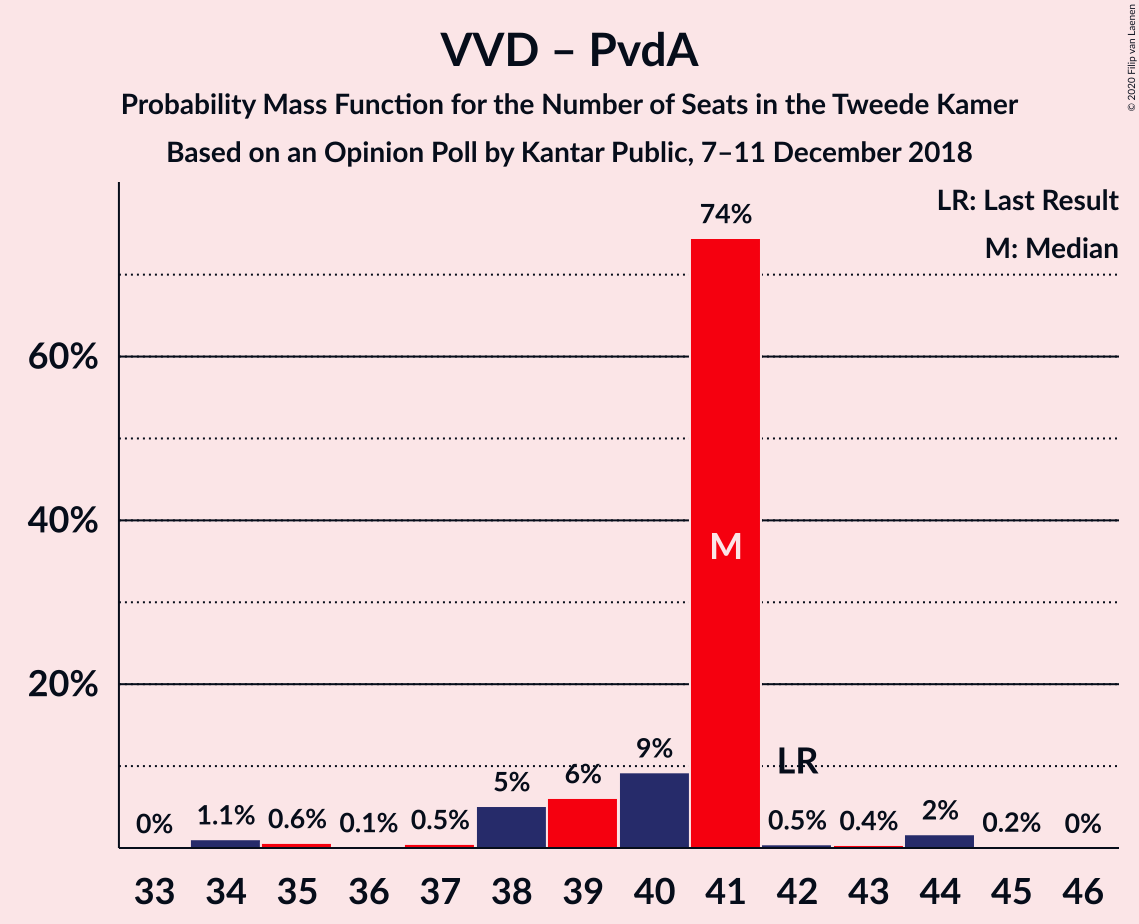 VVD – PvdA
Probability Mass Function for the Number of Seats in the Tweede Kamer
Based on an Opinion Poll by Kantar Public, 7–11 December 2018
© 2020 Filip van Laenen
LR: Last Result
M: Median
60%
40%
20%
0%
1.1%
0.6%
0.1%
0.5%
5%
6%
9%
74%
M
LR
0.5%
0.4%
2%
0.2%
0%
33 34 35 36 37 38 39 40 41 42 43 44 45 46